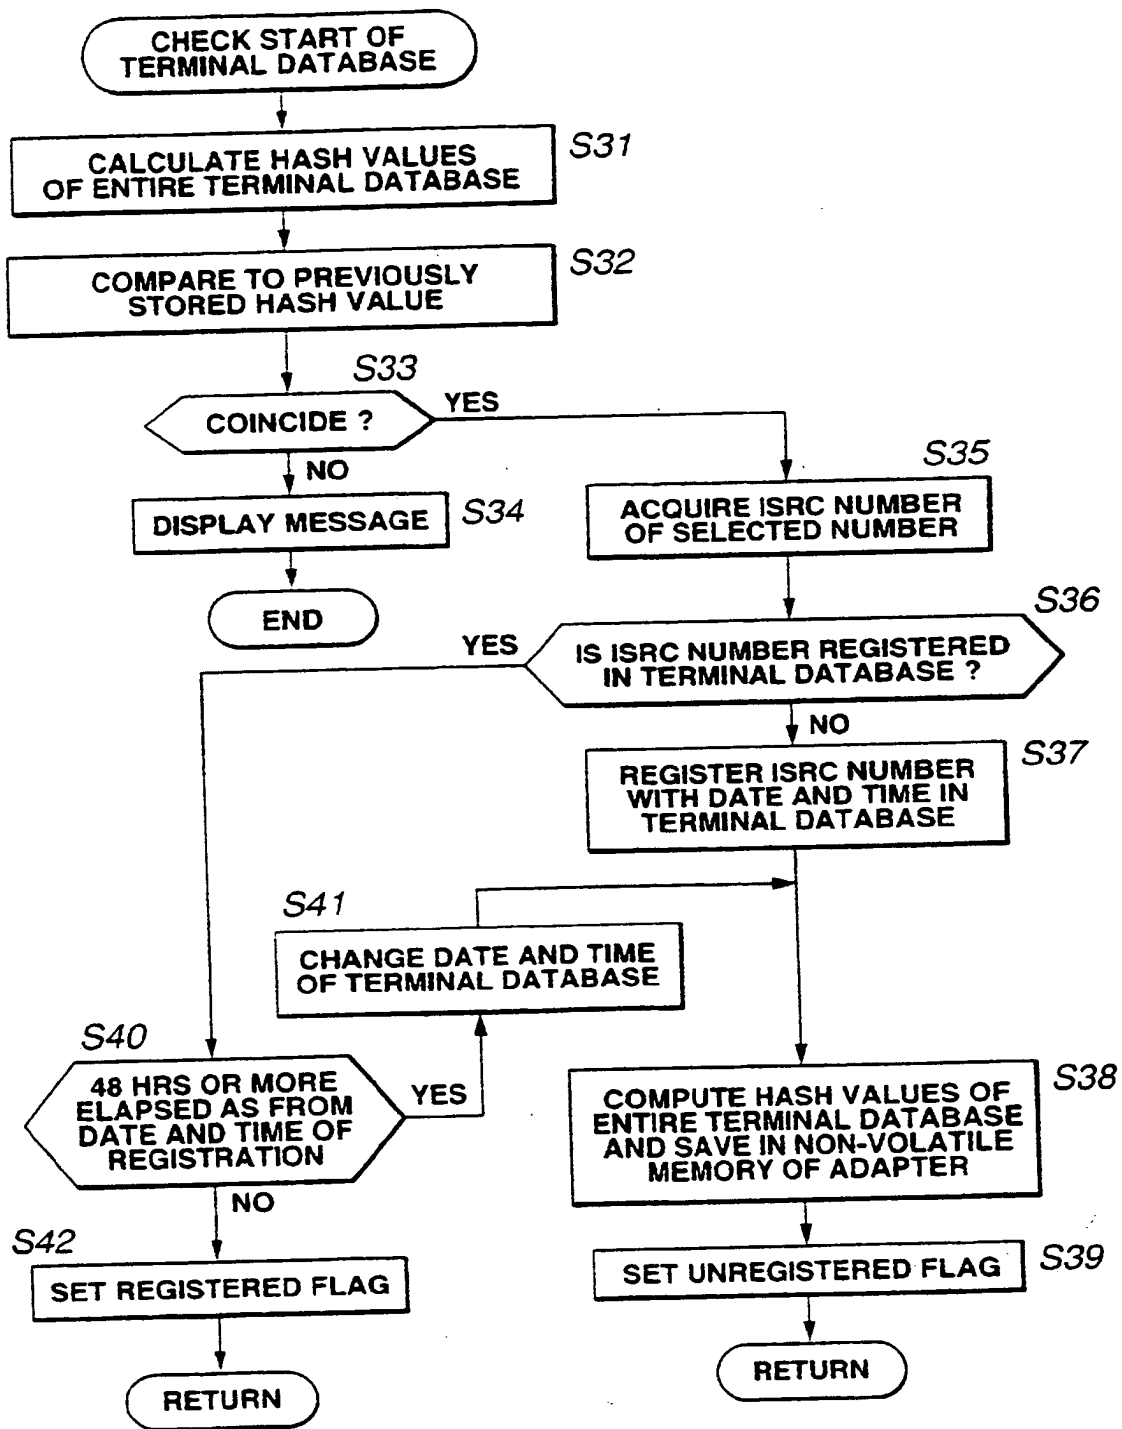 CHECK START OF
TERMINAL DATABASE
CALCULATE HASH VALUES
OF ENTIRE TERMINAL DATABASE
S31
COMPARE TO PREVIOUSLY
STORED HASH VALUE
S32
S33
COINCIDE ?
YES
NO
DISPLAY MESSAGE
S34
END
S35
ACQUIRE ISRC NUMBER
OF SELECTED NUMBER
S36
IS ISRC NUMBER REGISTERED
IN TERMINAL DATABASE ?
YES
NO
S37
REGISTER ISRC NUMBER
WITH DATE AND TIME IN
TERMINAL DATABASE
S41
CHANGE DATE AND TIME
OF TERMINAL DATABASE
S40
48 HRS OR MORE
ELAPSED AS FROM
DATE AND TIME OF
REGISTRATION
YES
NO
S38
COMPUTE HASH VALUES OF
ENTIRE TERMINAL DATABASE
AND SAVE IN NON-VOLATILE
MEMORY OF ADAPTER
S42
SET REGISTERED FLAG
S39
SET UNREGISTERED FLAG
RETURN
RETURN